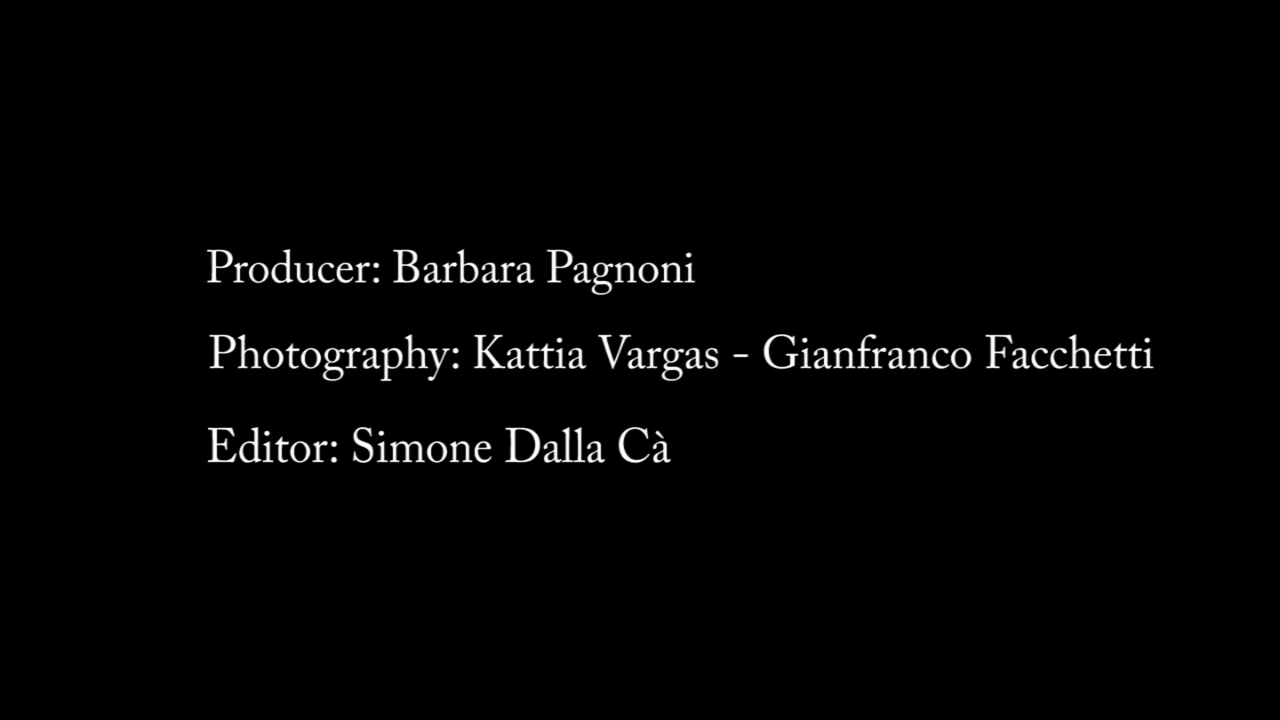 Producer: Barbara Pagnoni
Photography: Kattia Vargas - Gianfranco Facchetti
Editor: Simone Dalla Cà